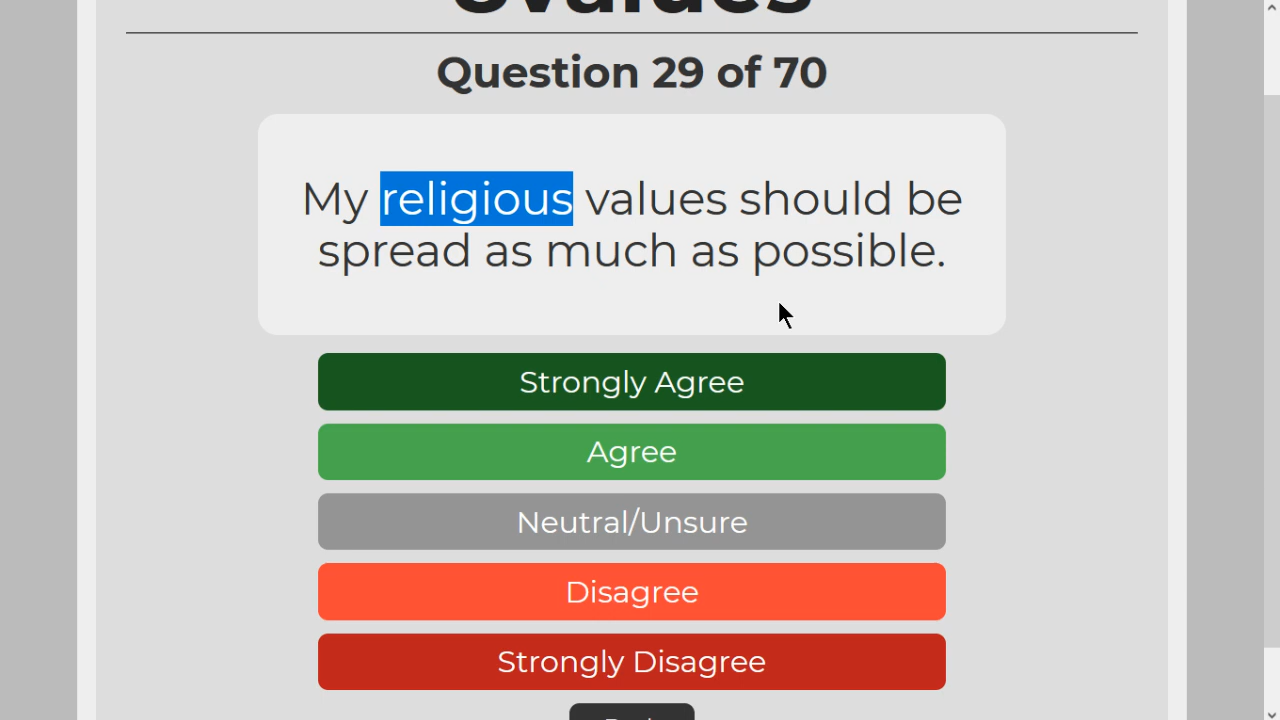 Question 29 of 70
My religious values should be
spread as much as possible.
Strongly Agree
Agree
Neutral/Unsure
Disagree
Strongly Disagree